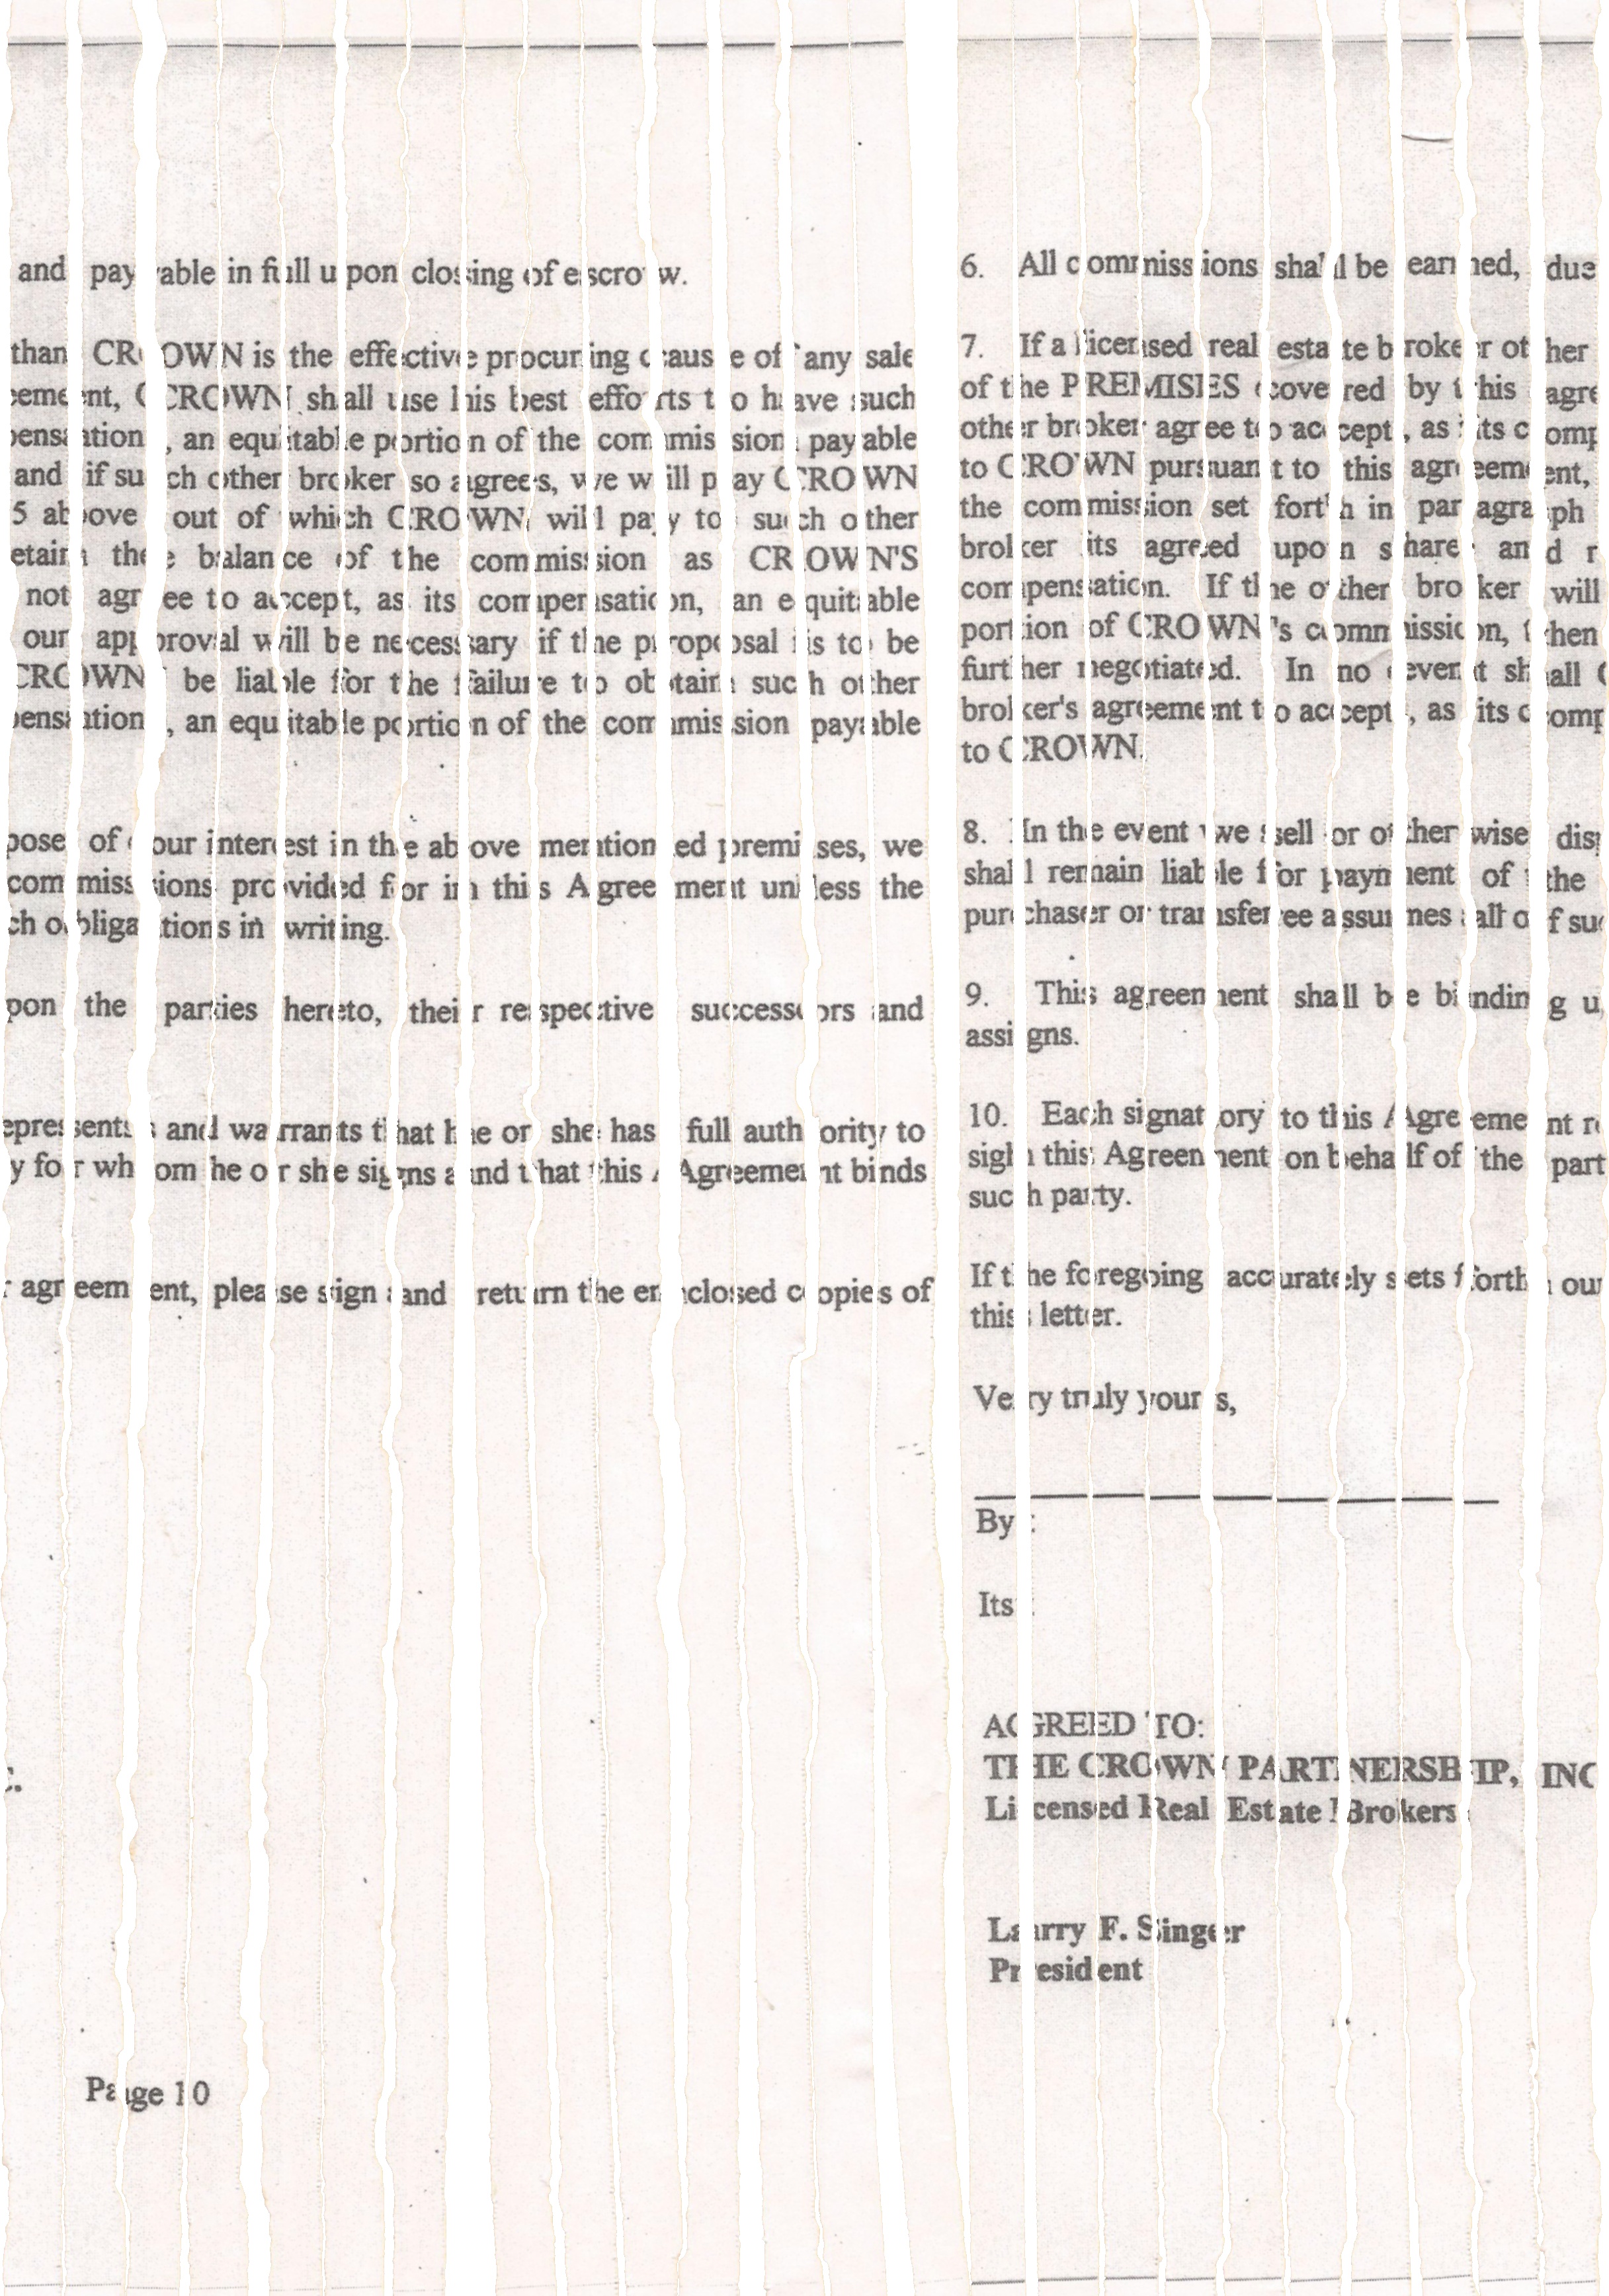 6. All commissions shall be earned, due and payable in full upon closing of escrow.
7. If a licensed real estate broker other than CROWN is the effective procuring cause of any sale
of the PREMISES covered by this agreement, CROWN shall use his best efforts to have such
other broker agree to accept, as its compensation, an equitable portion of the commission payable
to CROWN pursuant to this agreement, and if such other broker so agrees, we will pay CROWN
the commission set forth in paragraph 5 above out of which CROWN will pay to such other
broker its agreed upon share and retain the balance of the commission as CROWN'S
compensation. If the other broker will not agree to accept, as its compensation, an equitable
portion of CROWN's commission, then our approval will be necessary if the proposal is to be
further negotiated. In no event shall CROWN be liable for the failure to obtain such other
broker's agreement to accept, as its compensation, an equitable portion of the commission payable
to CROWN.
8. In the event we sell or otherwise dispose of our interest in the above mentioned premises, we
shall remain liable for payment of the commissions provided for in this Agreement unless the
purchaser or transferee assumes all of such obligations in writing.
9. This agreement shall be binding upon the parties hereto, their respective successors and
assigns.
10. Each signatory to this Agreement represents and warrants that he or she has full authority to
sign this Agreement on behalf of the party for whom he or she signs and that this Agreement binds
such party.
If the foregoing accurately sets forth our agreement, please sign and return the enclosed copies of
this letter.
Very truly yours,
By:
Its:
AGREED TO:
THE CROWN PARTNERSHIP, INC.
Licensed Real Estate Brokers
Larry F. Singer
President
Page 10